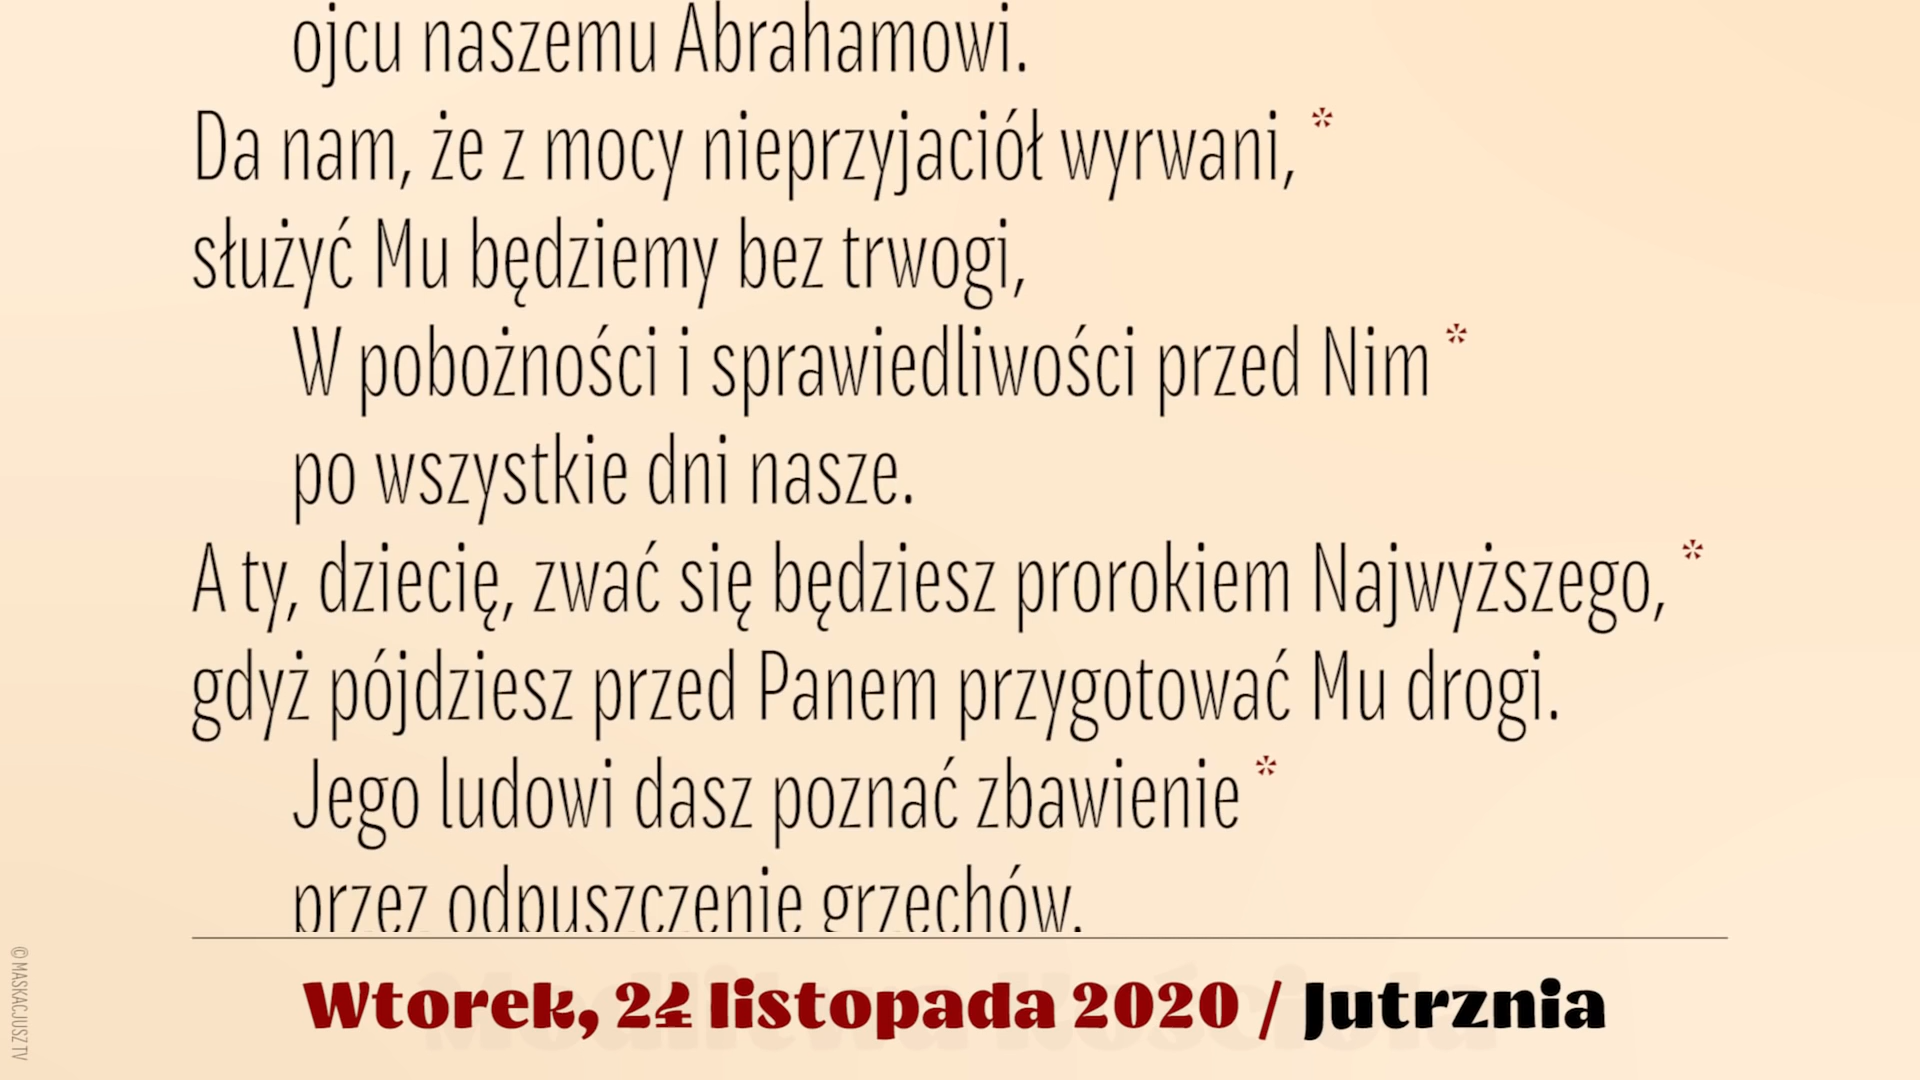 ojcu naszemu Abrahamowi.
Da nam, że z mocy nieprzyjaciół wyrwani, *
służyć Mu będziemy bez trwogi,
W pobożności i sprawiedliwości przed Nim *
po wszystkie dni nasze.
A ty, dziecię, zwać się będziesz prorokiem Najwyższego, *
gdyż pójdziesz przed Panem przygotować Mu drogi.
Jego ludowi dasz poznać zbawienie *
przez odpuszczenie grzechów.
Wtorek, 24 listopada 2020 / Jutrznia
© MASKACJUSZ TV